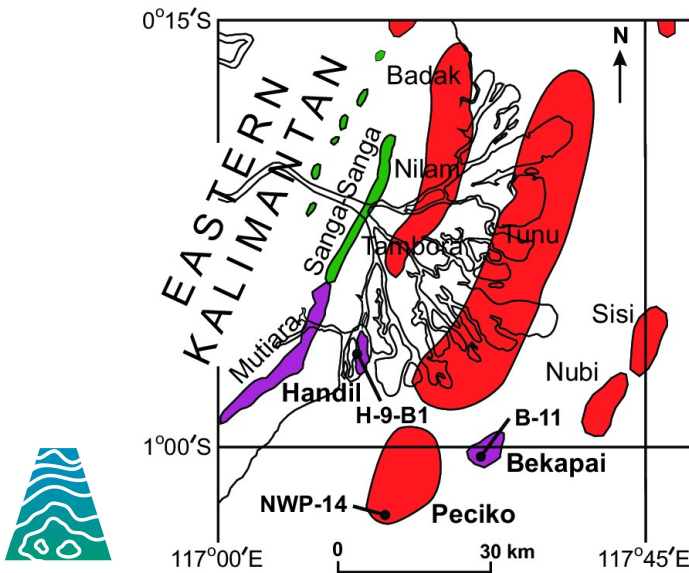 0°15′S
N
Badak
EASTERN
KALIMANTAN
Sanga-Sanga
Nilam
Tambora
Tunu
Sisi
Mutiara
Nubi
Handil
H-9-B1
B-11
1°00′S
Bekapai
NWP-14
Peciko
117°00′E
0
30 km
117°45′E